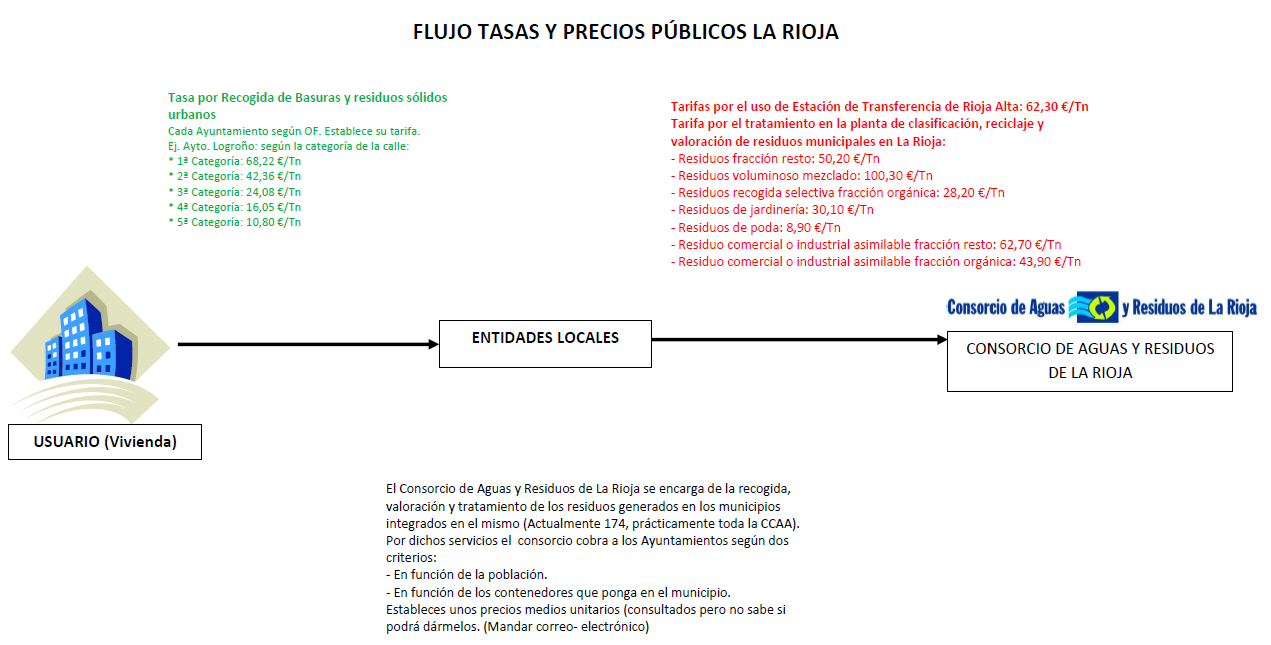 FLUJO TASAS Y PRECIOS PÚBLICOS LA RIOJA
Tasa por Recogida de Basuras y residuos sólidos
urbanos
Cada Ayuntamiento según OF. Establece su tarifa.
Ej. Ayto. Logroño: según la categoría de la calle:
* 1ª Categoría: 68,22 €/Tn
* 2ª Categoría: 42,36 €/Tn
* 3ª Categoría: 24,08 €/Tn
* 4ª Categoría: 16,05 €/Tn
* 5ª Categoría: 10,80 €/Tn
Tarifas por el uso de Estación de Transferencia de Rioja Alta: 62,30 €/Tn
Tarifa por el tratamiento en la planta de clasificación, reciclaje y
valoración de residuos municipales en La Rioja:
- Residuos fracción resto: 50,20 €/Tn
- Residuos voluminoso mezclado: 100,30 €/Tn
- Residuos recogida selectiva fracción orgánica: 28,20 €/Tn
- Residuos de jardinería: 30,10 €/Tn
- Residuos de poda: 8,90 €/Tn
- Residuo comercial o industrial asimilable fracción resto: 62,70 €/Tn
- Residuo comercial o industrial asimilable fracción orgánica: 43,90 €/Tn
Consorcio de Aguas y Residuos de La Rioja
ENTIDADES LOCALES
CONSORCIO DE AGUAS Y RESIDUOS
DE LA RIOJA
USUARIO (Vivienda)
El Consorcio de Aguas y Residuos de La Rioja se encarga de la recogida,
valoración y tratamiento de los residuos generados en los municipios
integrados en el mismo (Actualmente 174, prácticamente toda la CCAA).
Por dichos servicios el consorcio cobra a los Ayuntamientos según dos
criterios:
- En función de la población.
- En función de los contenedores que ponga en el municipio.
Estableces unos precios medios unitarios (consultados pero no sabe si
podrá dármelos. (Mandar correo- electrónico)